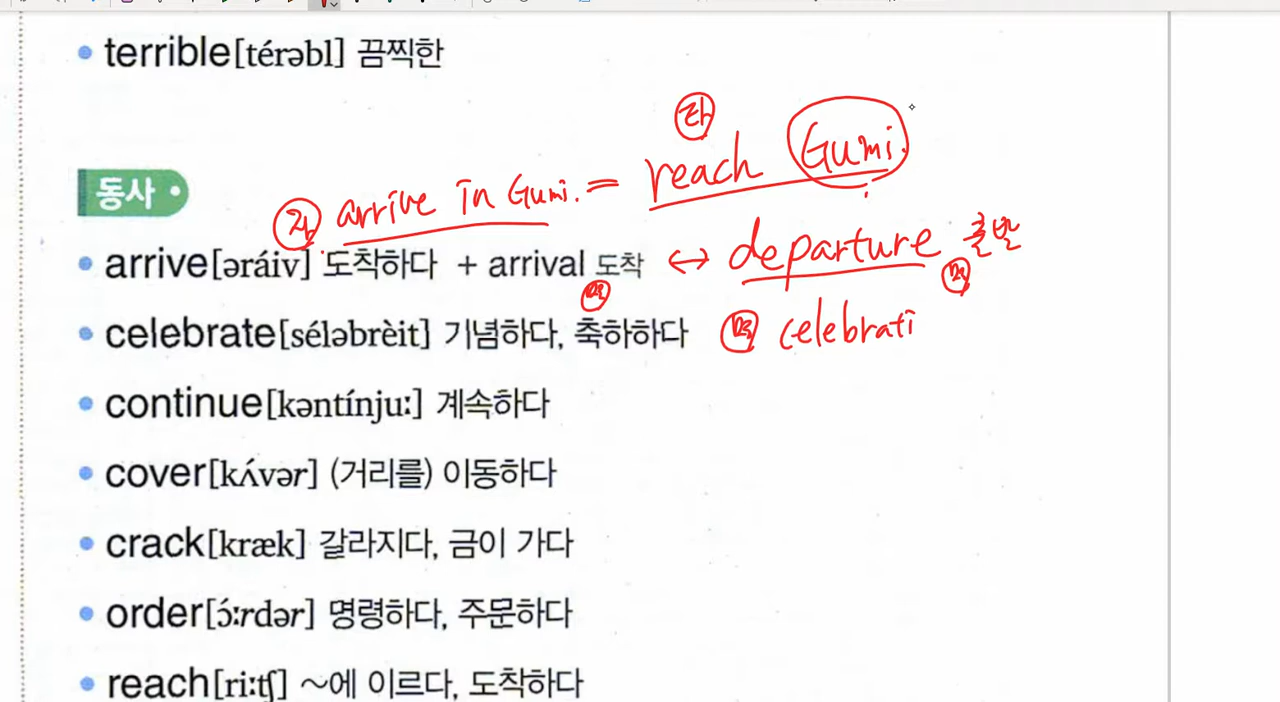 terrible[térəbl] 끔찍한
타
동사
자 arrive in Gumi. = reach Gumi.
arrive[əráiv] 도착하다 + arrival 도착 ↔ departure 출발
명 명
celebrate[séləbrèit] 기념하다, 축하하다 명 celebrati
continue[kəntínju:] 계속하다
cover[kʌ́vər] (거리를) 이동하다
crack[kræk] 갈라지다, 금이 가다
order[ɔ́:rdər] 명령하다, 주문하다
reach[ri:tʃ] ~에 이르다, 도착하다